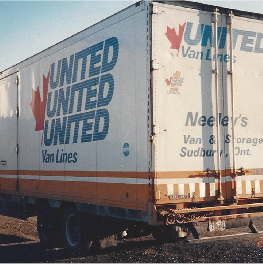 UNITED
UNITED
UNITED
Van Lines
UNITED
Van Lines
Neeley's
Van & Storage
Sudbury, Ont.